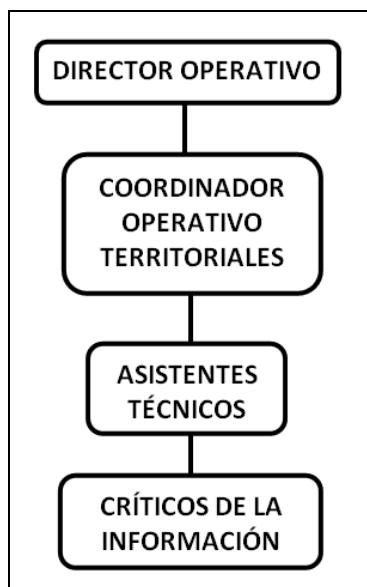 DIRECTOR OPERATIVO
COORDINADOR
OPERATIVO
TERRITORIALES
ASISTENTES
TÉCNICOS
CRÍTICOS DE LA
INFORMACIÓN